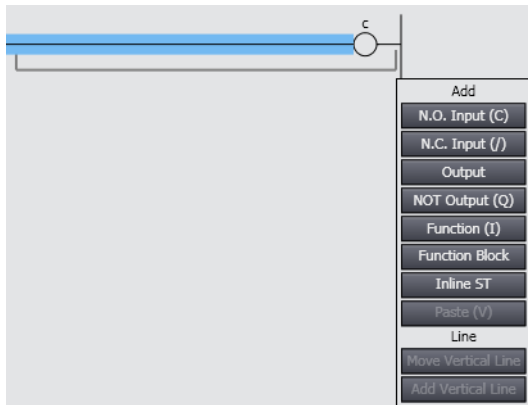 c
Add
N.O. Input (C)
N.C. Input (/)
Output
NOT Output (Q)
Function (I)
Function Block
Inline ST
Paste (V)
Line
Move Vertical Line
Add Vertical Line